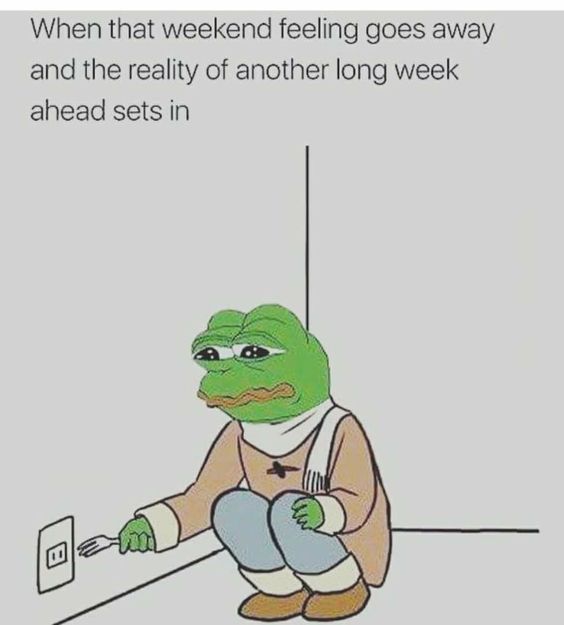 When that weekend feeling goes away
and the reality of another long week
ahead sets in